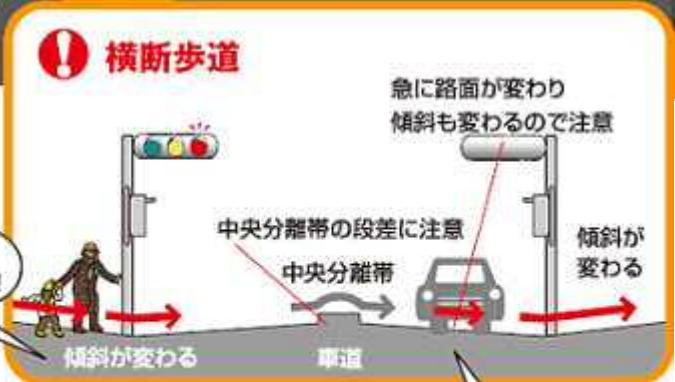 横断歩道
急に路面が変わり
傾斜も変わるので注意
中央分離帯の段差に注意
中央分離帯
傾斜が
変わる
傾斜が変わる
車道